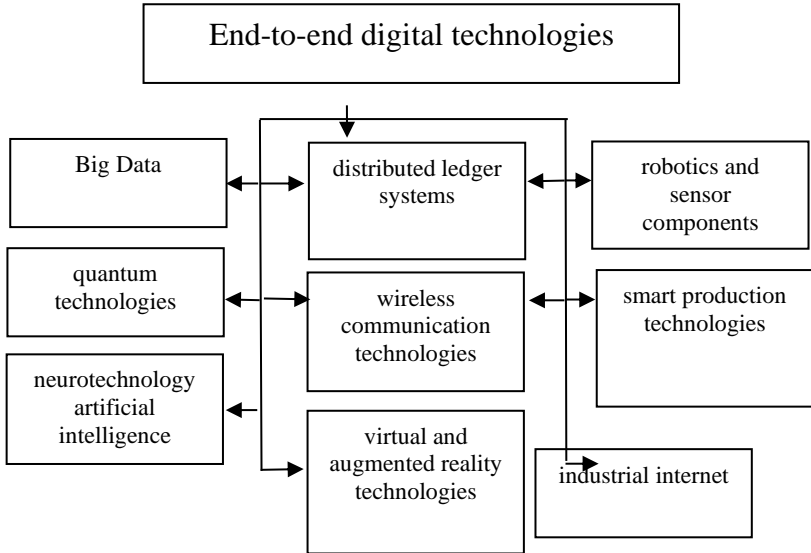 End-to-end digital technologies
Big Data
distributed ledger
systems
robotics and
sensor
components
quantum
technologies
wireless
communication
technologies
smart production
technologies
neurotechnology
artificial
intelligence
virtual and
augmented reality
technologies
industrial internet